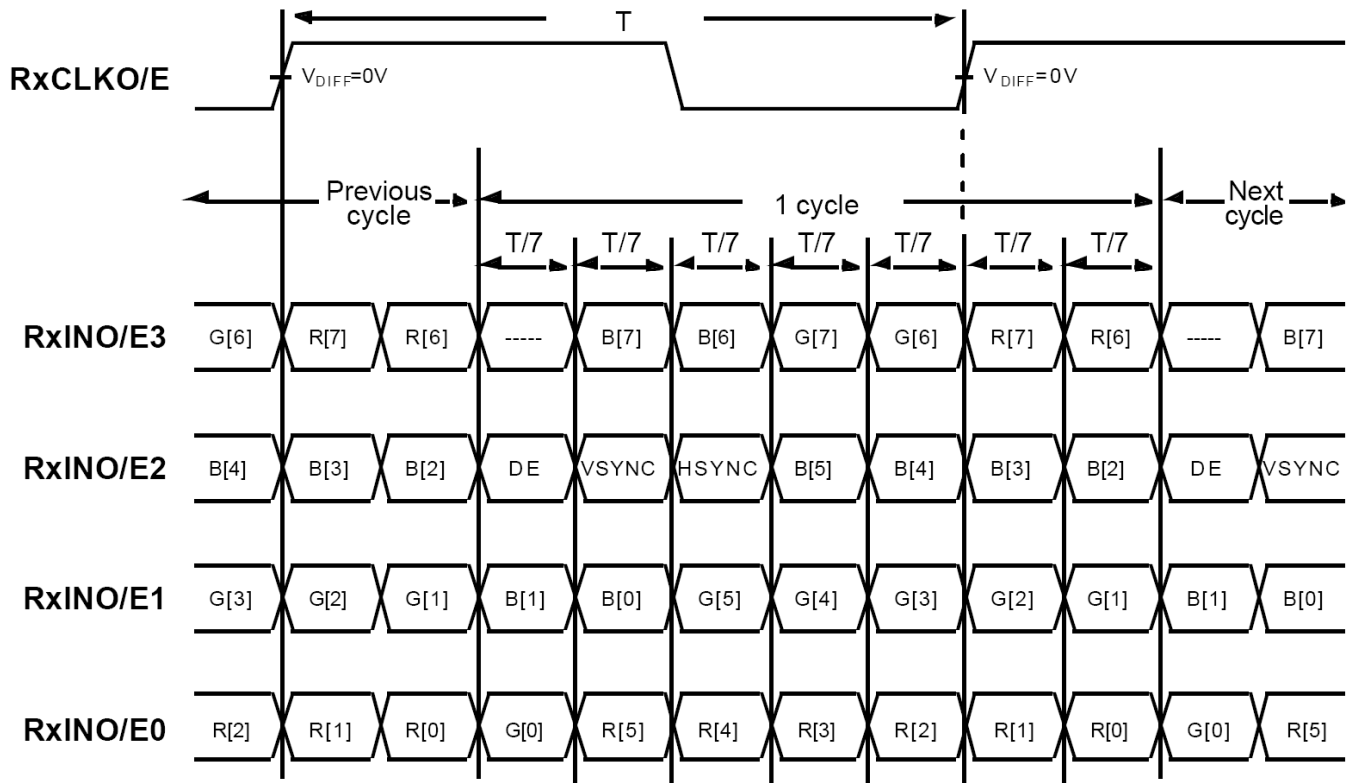 T
RxCLKO/E
VDIFF=0V VDIFF=0V
Previous cycle 1 cycle Next cycle
T/7 T/7 T/7 T/7 T/7 T/7 T/7
RxINO/E3 G[6] R[7] R[6] ----- B[7] B[6] G[7] G[6] R[7] R[6] ----- B[7]
RxINO/E2 B[4] B[3] B[2] DE VSYNC HSYNC B[5] B[4] B[3] B[2] DE VSYNC
RxINO/E1 G[3] G[2] G[1] B[1] B[0] G[5] G[4] G[3] G[2] G[1] B[1] B[0]
RxINO/E0 R[2] R[1] R[0] G[0] R[5] R[4] R[3] R[2] R[1] R[0] G[0] R[5]